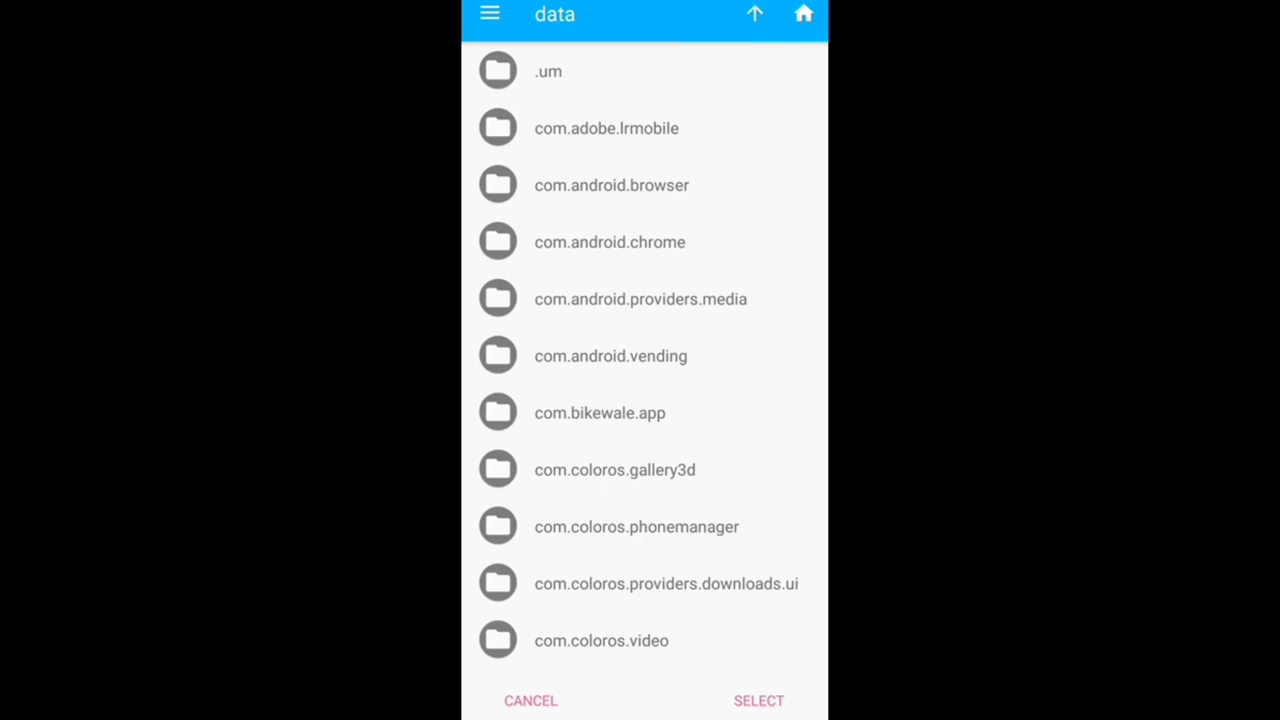 data
.um
com.adobe.lrmobile
com.android.browser
com.android.chrome
com.android.providers.media
com.android.vending
com.bikewale.app
com.coloros.gallery3d
com.coloros.phonemanager
com.coloros.providers.downloads.ui
com.coloros.video
CANCEL SELECT